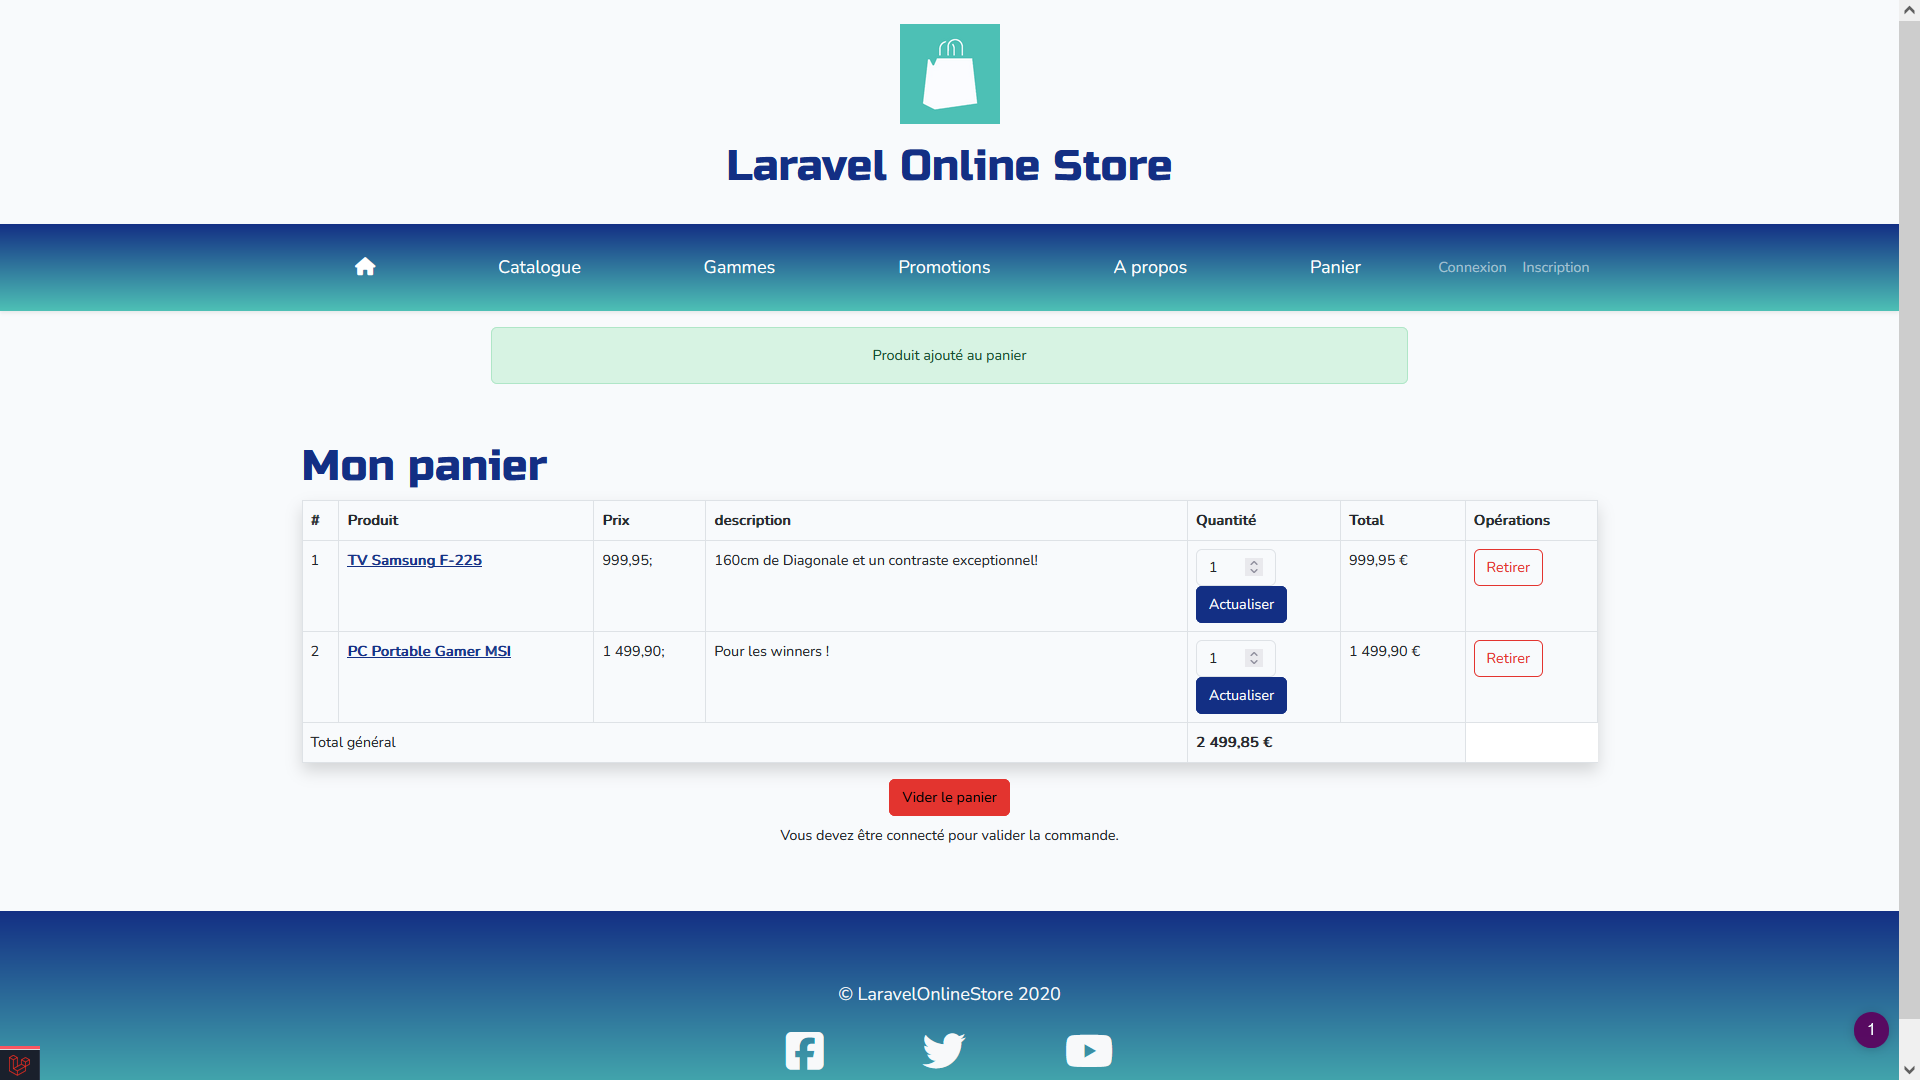 Laravel Online Store
Catalogue Gammes Promotions A propos Panier Connexion Inscription
Produit ajouté au panier
Mon panier
# Produit Prix description Quantité Total Opérations
1 TV Samsung F-225 999,95; 160cm de Diagonale et un contraste exceptionnel! 1 999,95 € Retirer
Actualiser
2 PC Portable Gamer MSI 1 499,90; Pour les winners ! 1 1 499,90 € Retirer
Actualiser
Total général 2 499,85 €
Vider le panier
Vous devez être connecté pour valider la commande.
© LaravelOnlineStore 2020
1